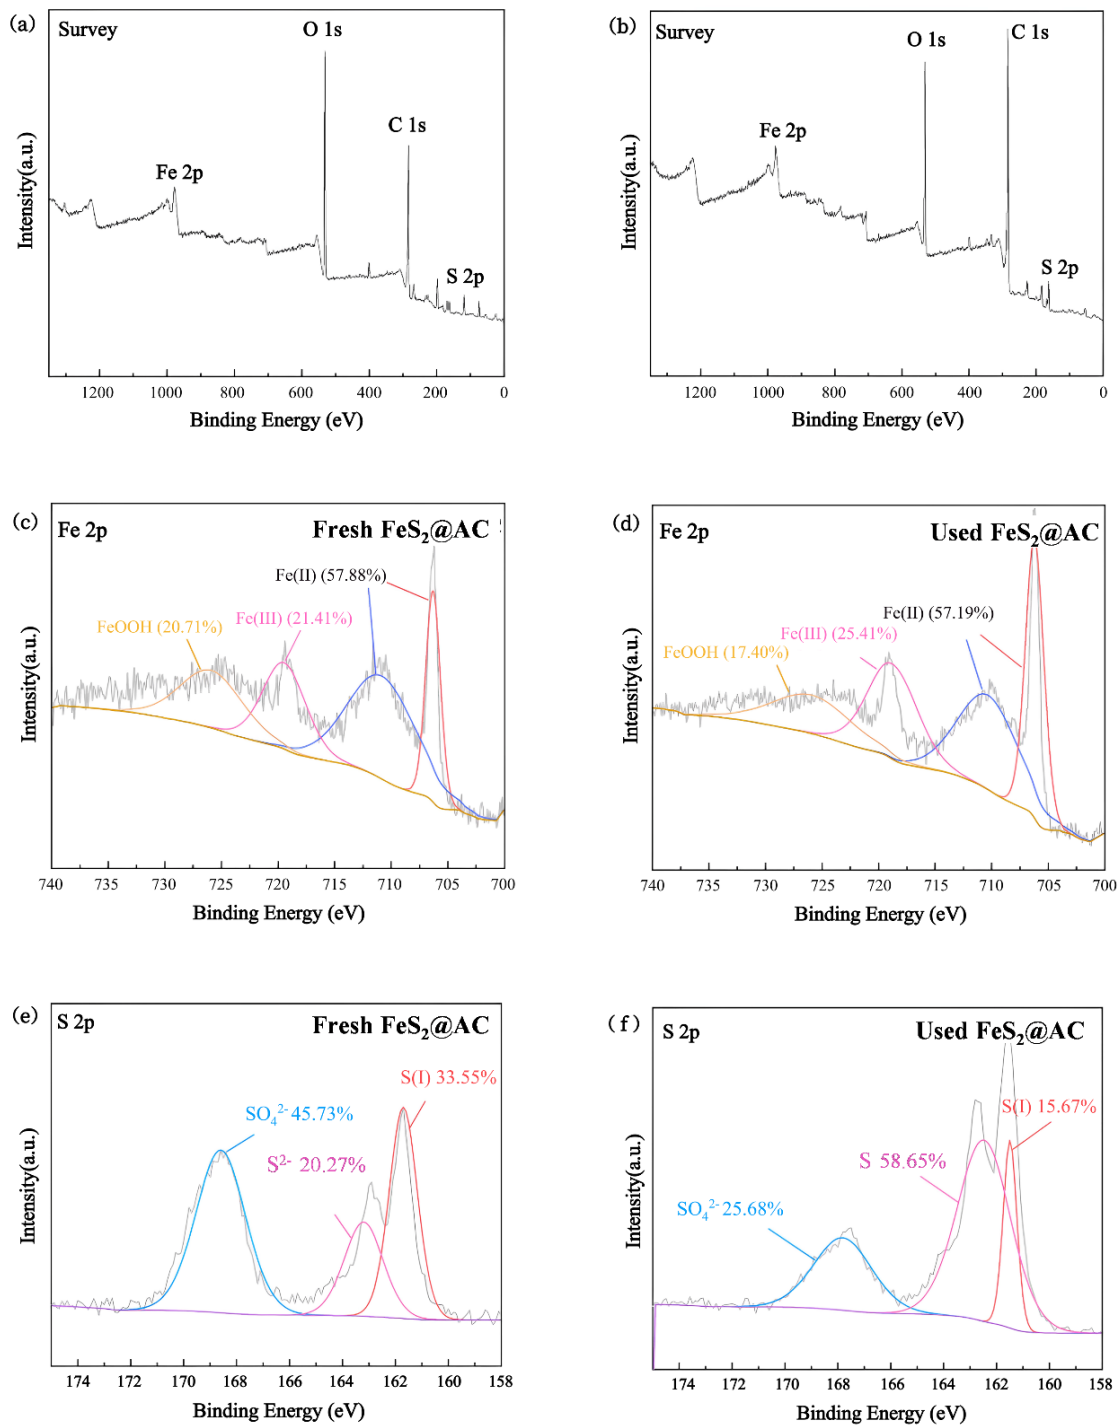 (a)
Survey
O 1s
C 1s
Fe 2p
S 2p
Intensity(a.u.)
1200 1000 800 600 400 200 0
Binding Energy (eV)
(b)
Survey
O 1s
C 1s
Fe 2p
S 2p
Intensity(a.u.)
1200 1000 800 600 400 200 0
Binding Energy (eV)
(c)
Fe 2p
Fresh FeS₂@AC
Fe(II) (57.88%)
Fe(III) (21.41%)
FeOOH (20.71%)
Intensity(a.u.)
740 735 730 725 720 715 710 705 700
Binding Energy (eV)
(d)
Fe 2p
Used FeS₂@AC
Fe(II) (57.19%)
Fe(III) (25.41%)
FeOOH (17.40%)
Intensity(a.u.)
740 735 730 725 720 715 710 705 700
Binding Energy (eV)
(e)
S 2p
Fresh FeS₂@AC
S(I) 33.55%
SO₄²⁻ 45.73%
S²⁻ 20.27%
Intensity(a.u.)
174 172 170 168 166 164 162 160 158
Binding Energy (eV)
(f)
S 2p
Used FeS₂@AC
S(I) 15.67%
S 58.65%
SO₄²⁻ 25.68%
Intensity(a.u.)
174 172 170 168 166 164 162 160 158
Binding Energy (eV)